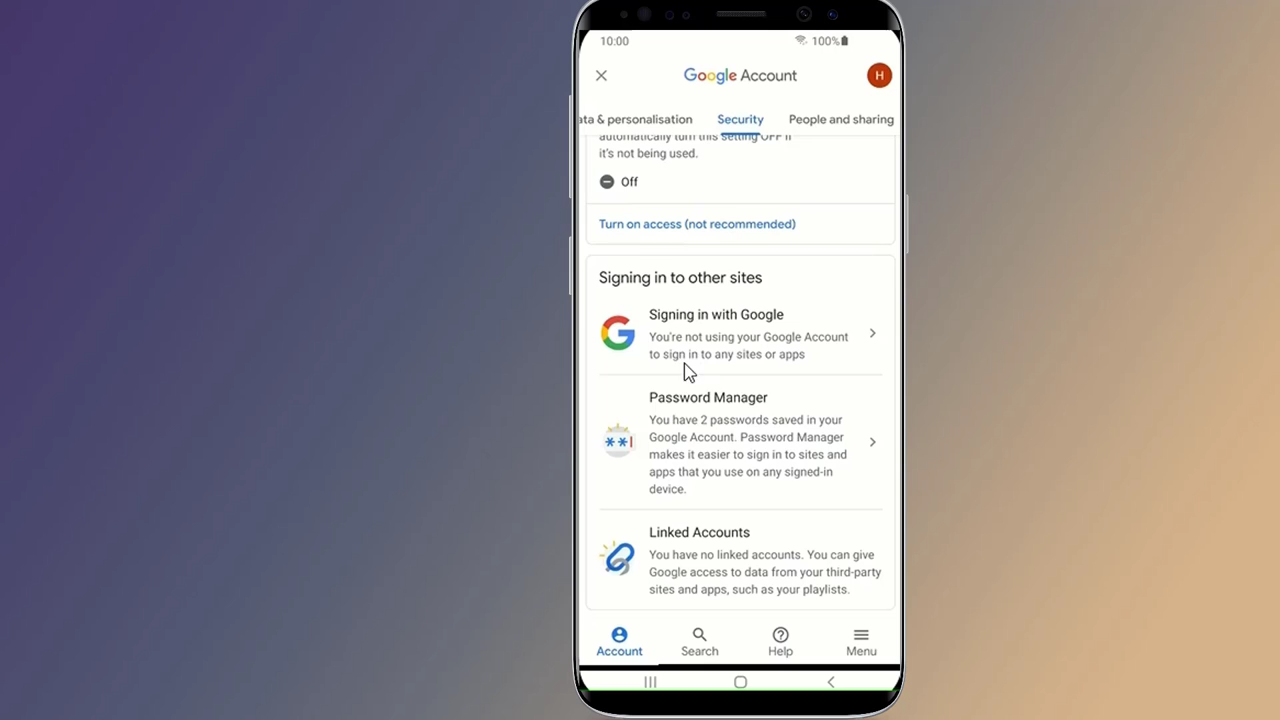 10:00
100%
Google Account
H
ata & personalisation Security People and sharing
automatically turn this setting OFF if
it's not being used.
Off
Turn on access (not recommended)
Signing in to other sites
Signing in with Google
You're not using your Google Account
to sign in to any sites or apps
Password Manager
You have 2 passwords saved in your
Google Account. Password Manager
makes it easier to sign in to sites and
apps that you use on any signed-in
device.
Linked Accounts
You have no linked accounts. You can give
Google access to data from your third-party
sites and apps, such as your playlists.
Account Search Help Menu